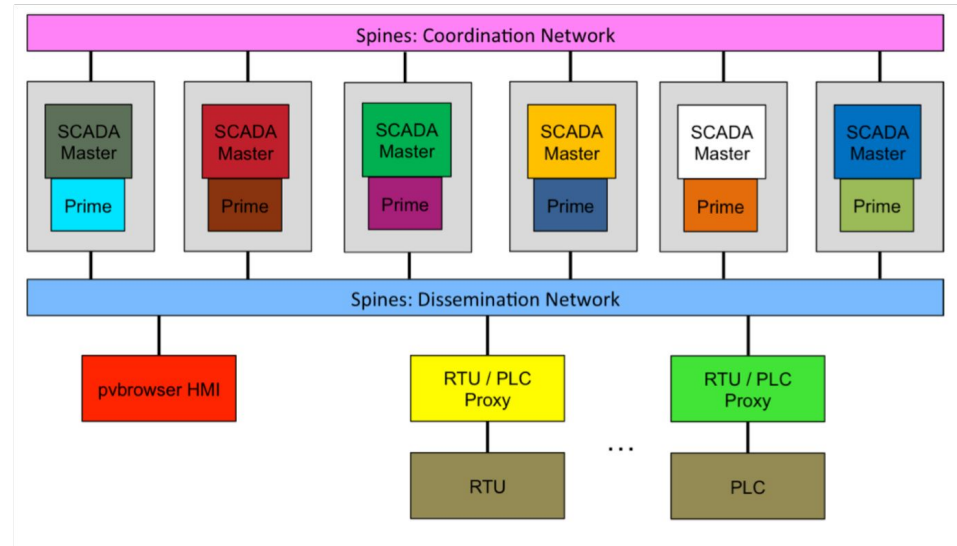 Spines: Coordination Network
SCADA
Master
Prime
SCADA
Master
Prime
SCADA
Master
Prime
SCADA
Master
Prime
SCADA
Master
Prime
SCADA
Master
Prime
Spines: Dissemination Network
pvbrowser HMI
RTU / PLC
Proxy
RTU / PLC
Proxy
...
RTU
PLC